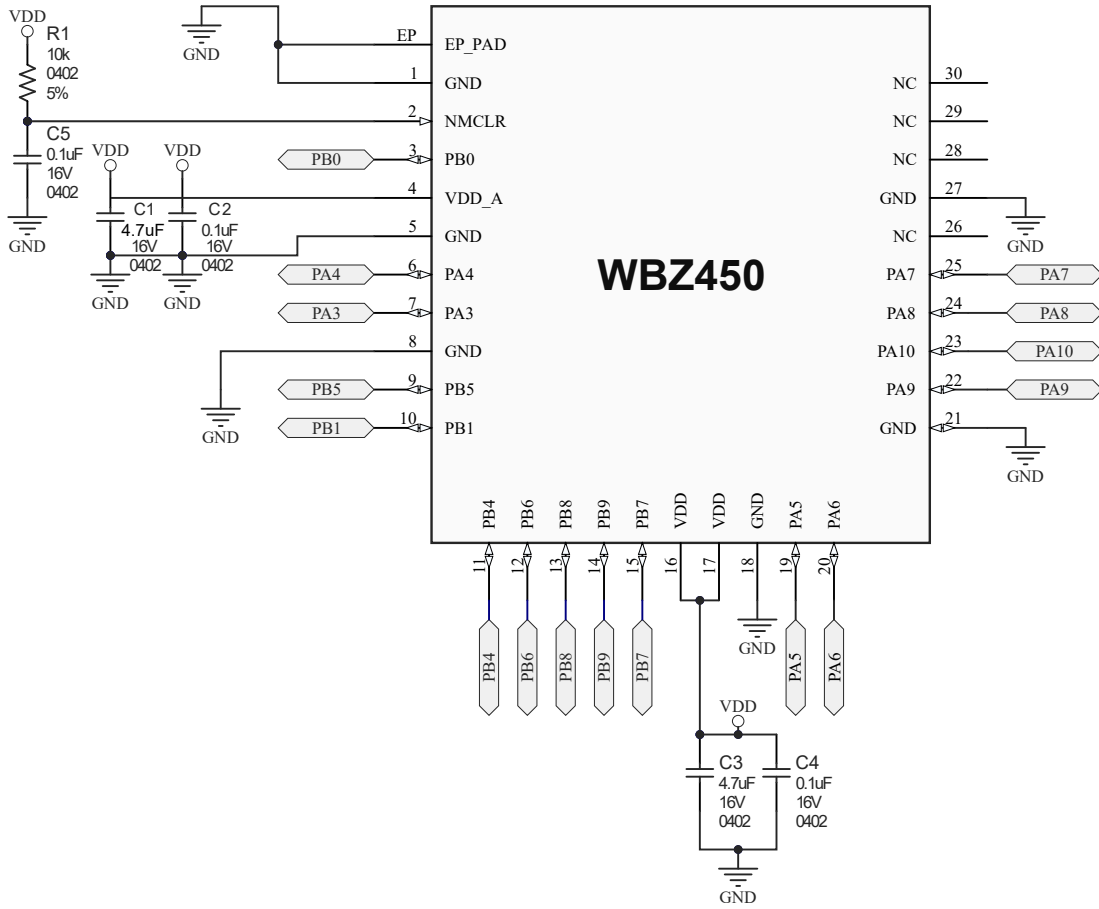 VDD
R1
10k
0402
5%
C5
0.1uF
16V
0402
GND
GND
VDD
VDD
C1
4.7uF
16V
0402
C2
0.1uF
16V
0402
GND
GND
GND
PB0
PA4
PA3
PB5
PB1
EP
1
2
3
4
5
6
7
8
9
10
EP_PAD
GND
NMCLR
PB0
VDD_A
GND
PA4
PA3
GND
PB5
PB1
WBZ450
NC
NC
NC
GND
NC
PA7
PA8
PA10
PA9
GND
30
29
28
27
26
25
24
23
22
21
GND
PA7
PA8
PA10
PA9
GND
PB4
PB6
PB8
PB9
PB7
VDD
VDD
GND
PA5
PA6
11
12
13
14
15
16
17
18
19
20
PB4
PB6
PB8
PB9
PB7
GND
PA5
PA6
VDD
C3
4.7uF
16V
0402
C4
0.1uF
16V
0402
GND